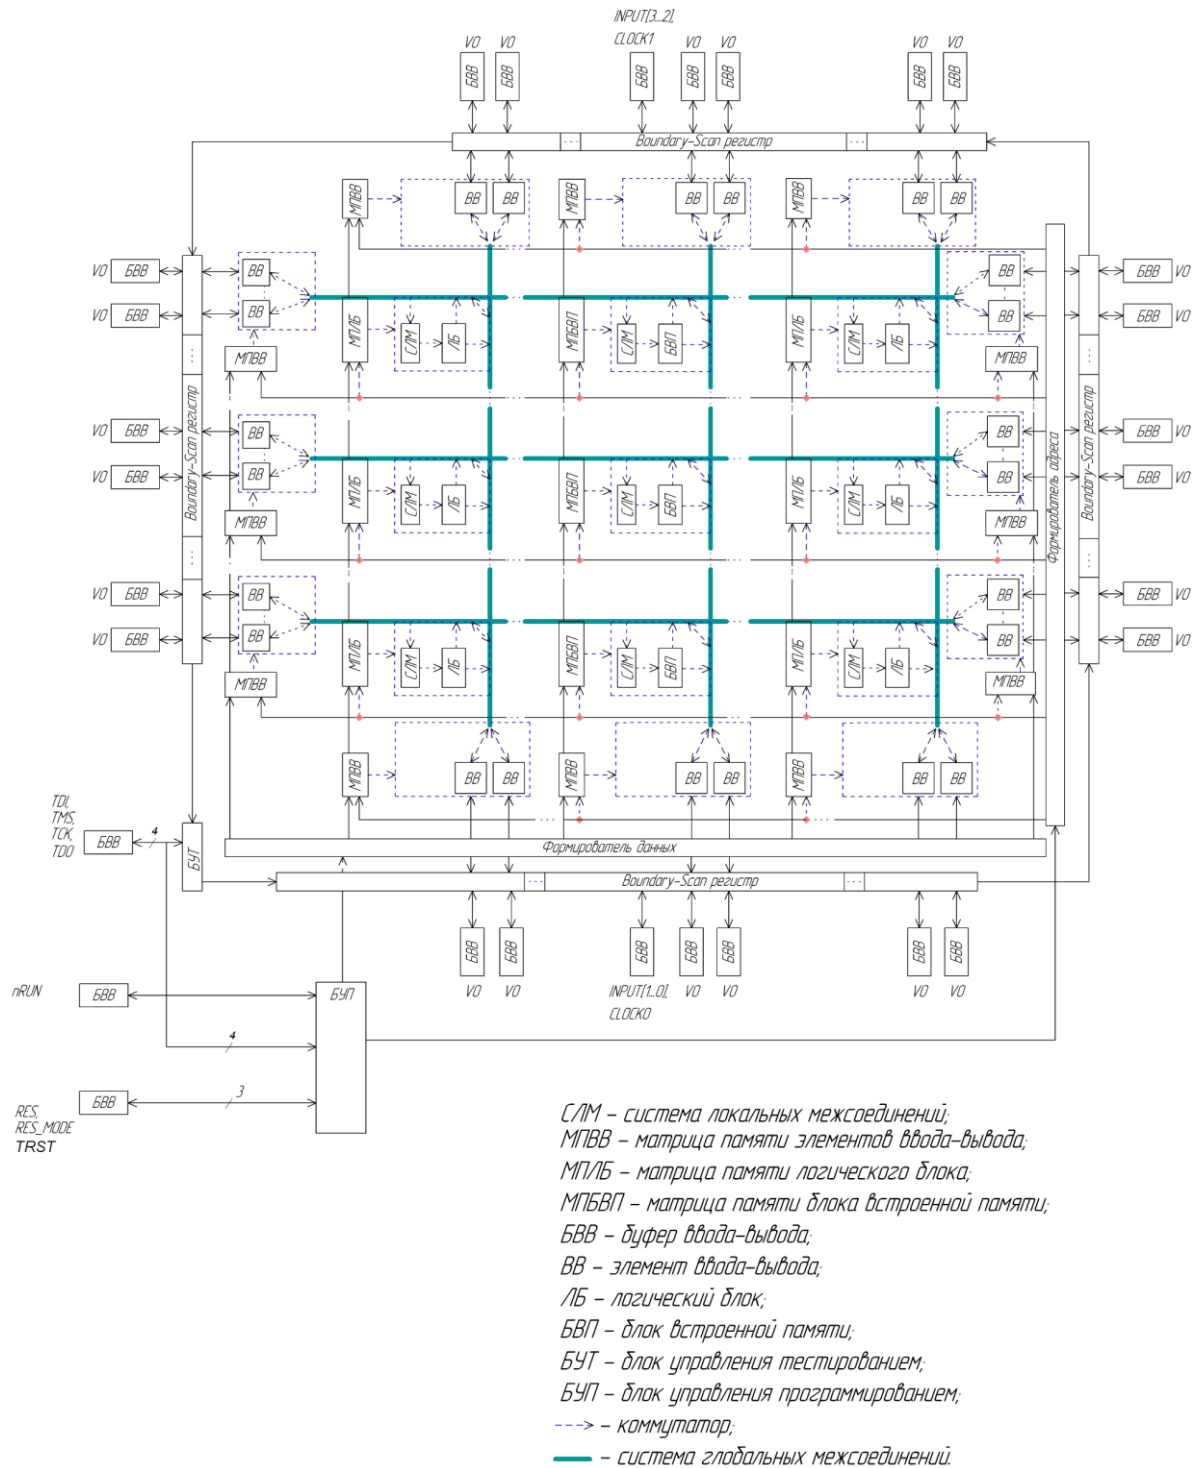 INPUT[3...2],
CLOCK1
VO VO VO VO VO VO
БВВ БВВ БВВ БВВ БВВ БВВ БВВ
... Boundary-Scan регистр ...
МПВВ ВВ ВВ МПВВ ВВ ВВ МПВВ ВВ ВВ
VO БВВ ВВ ВВ БВВ VO
VO БВВ ВВ ВВ БВВ VO
МПЛБ СЛМ ЛБ МПБВП СЛМ БВП МПЛБ СЛМ ЛБ
МПВВ МПВВ
Boundary-Scan регистр
Формирователь адреса
Boundary-Scan регистр
VO БВВ ВВ ВВ БВВ VO
VO БВВ ВВ ВВ БВВ VO
МПЛБ СЛМ ЛБ МПБВП СЛМ БВП МПЛБ СЛМ ЛБ
МПВВ МПВВ
VO БВВ ВВ ВВ БВВ VO
VO БВВ ВВ ВВ БВВ VO
МПЛБ СЛМ ЛБ МПБВП СЛМ БВП МПЛБ СЛМ ЛБ
МПВВ МПВВ
МПВВ ВВ ВВ МПВВ ВВ ВВ МПВВ ВВ ВВ
TDI,
TMS,
TCK,
TDO
БВВ 4 БУТ
Формирователь данных
... Boundary-Scan регистр ...
БВВ БВВ БВВ БВВ БВВ БВВ БВВ
VO VO INPUT[1...0], VO VO VO VO
CLOCK0
nRUN БВВ БУП
4
RES,
RES_MODE
TRST
БВВ 3
СЛМ – система локальных межсоединений;
МПВВ – матрица памяти элементов ввода-вывода;
МПЛБ – матрица памяти логического блока;
МПБВП – матрица памяти блока встроенной памяти;
БВВ – буфер ввода-вывода;
ВВ – элемент ввода-вывода;
ЛБ – логический блок;
БВП – блок встроенной памяти;
БУТ – блок управления тестированием;
БУП – блок управления программированием;
– коммутатор;
– система глобальных межсоединений.